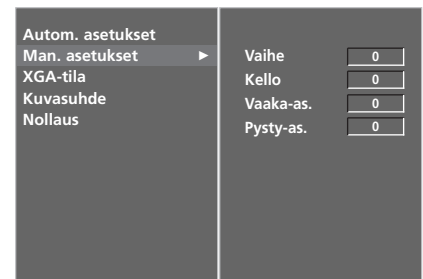 Autom. asetukset
Man. asetukset ►
XGA-tila
Kuvasuhde
Nollaus
Vaihe 0
Kello 0
Vaaka-as. 0
Pysty-as. 0